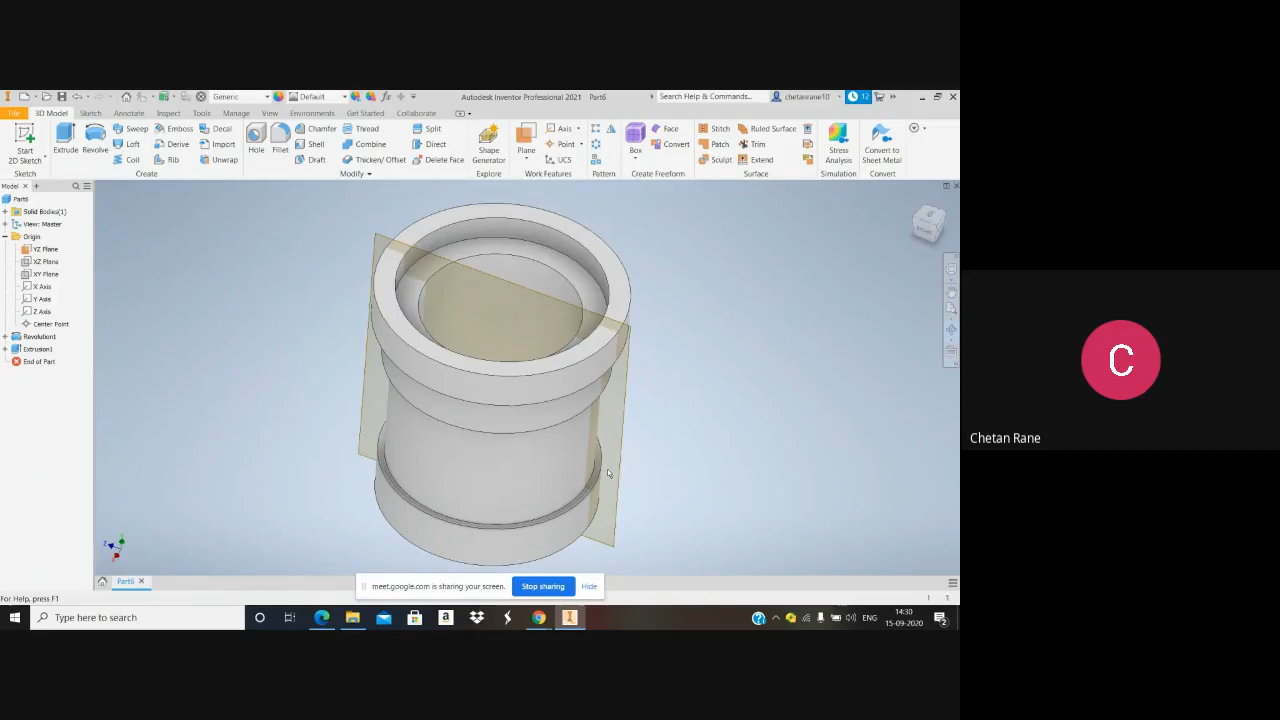 Generic
Default
Autodesk Inventor Professional 2021 Part6
Search Help & Commands...
chetanrane10
12
File 3D Model Sketch Annotate Inspect Tools Manage View Environments Get Started Collaborate
Start 2D Sketch
Sketch
Extrude
Revolve
Sweep
Loft
Coil
Emboss
Derive
Rib
Decal
Import
Unwrap
Create
Hole
Fillet
Chamfer
Shell
Draft
Thread
Combine
Thicken/ Offset
Split
Direct
Delete Face
Modify
Shape Generator
Explore
Plane
Axis
Point
UCS
Work Features
Pattern
Box
Face
Convert
Create Freeform
Stitch
Patch
Sculpt
Ruled Surface
Trim
Extend
Surface
Stress Analysis
Simulation
Convert to Sheet Metal
Convert
Model
Part6
Solid Bodies(1)
View: Master
Origin
YZ Plane
XZ Plane
XY Plane
X Axis
Y Axis
Z Axis
Center Point
Revolution1
Extrusion1
End of Part
C
Chetan Rane
Part6
meet.google.com is sharing your screen.
Stop sharing
Hide
For Help, press F1
Type here to search
ENG
14:30
15-09-2020
2